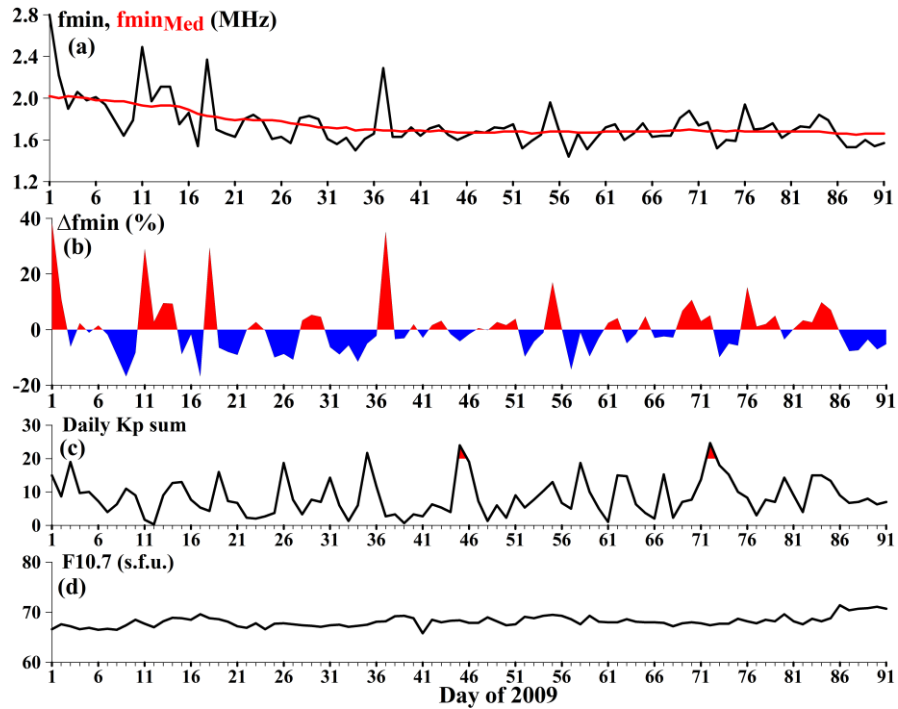 fmin, fminMed (MHz)
(a)
2.8
2.4
2.0
1.6
1.2
1 6 11 16 21 26 31 36 41 46 51 56 61 66 71 76 81 86 91
Δfmin (%)
(b)
40
20
0
-20
1 6 11 16 21 26 31 36 41 46 51 56 61 66 71 76 81 86 91
Daily Kp sum
(c)
30
20
10
0
1 6 11 16 21 26 31 36 41 46 51 56 61 66 71 76 81 86 91
F10.7 (s.f.u.)
(d)
80
70
60
1 6 11 16 21 26 31 36 41 46 51 56 61 66 71 76 81 86 91
Day of 2009